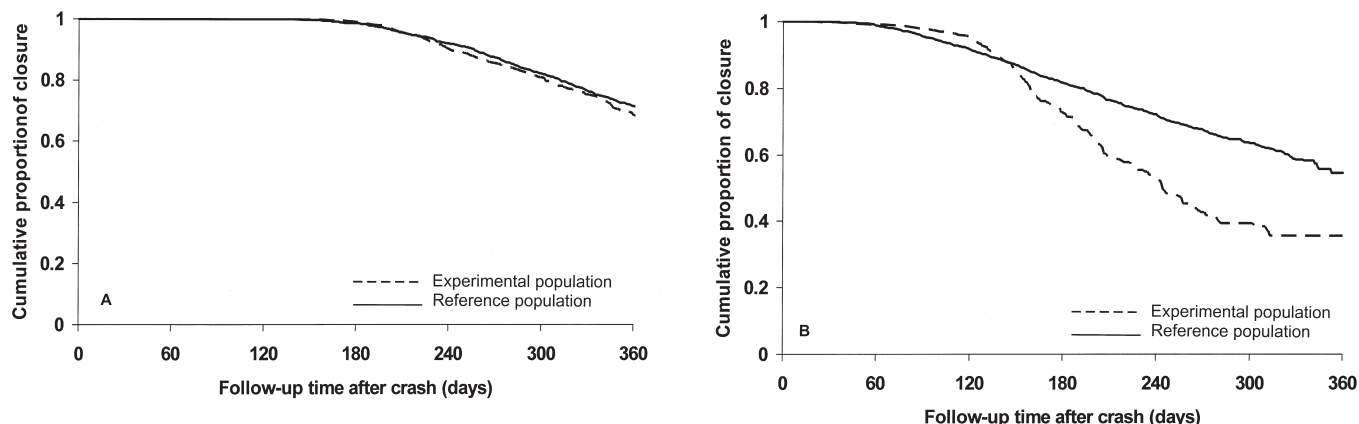 Cumulative proportionof closure
1
0.8
0.6
0.4
0.2
0
A
Experimental population
Reference population
0 60 120 180 240 300 360
Follow-up time after crash (days)
Cumulative proportion of closure
1
0.8
0.6
0.4
0.2
0
B
Experimental population
Reference population
0 60 120 180 240 300 360
Follow-up time after crash (days)